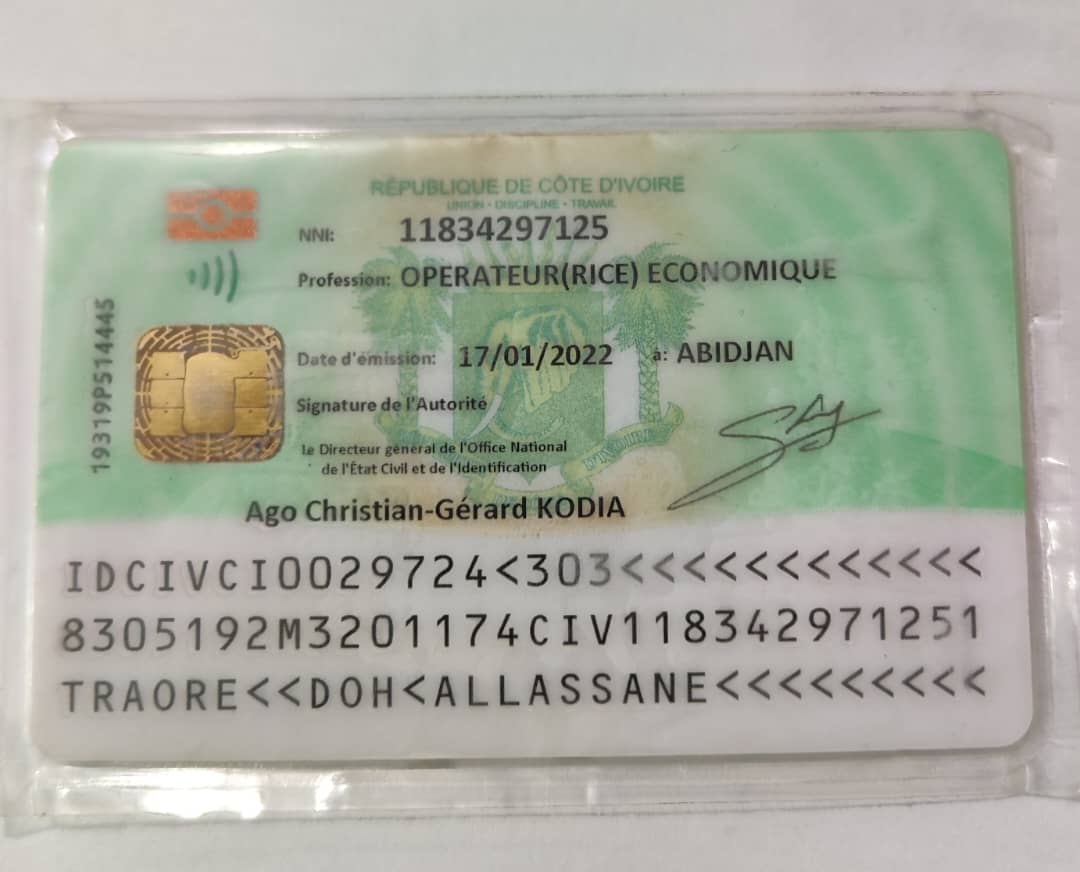 RÉPUBLIQUE DE CÔTE D'IVOIRE
UNION - DISCIPLINE - TRAVAIL
NNI: 11834297125
Profession: OPERATEUR(RICE) ECONOMIQUE
19319P514445
Date d'émission: 17/01/2022 à: ABIDJAN
Signature de l'Autorité
le Directeur général de l'Office National
de l'État Civil et de l'Identification
Ago Christian-Gérard KODIA
IDCIVCI0029724<303<<<<<<<<<<<<
8305192M3201174CIV118342971251
TRAORE<<DOH<ALLASSANE<<<<<<<<<